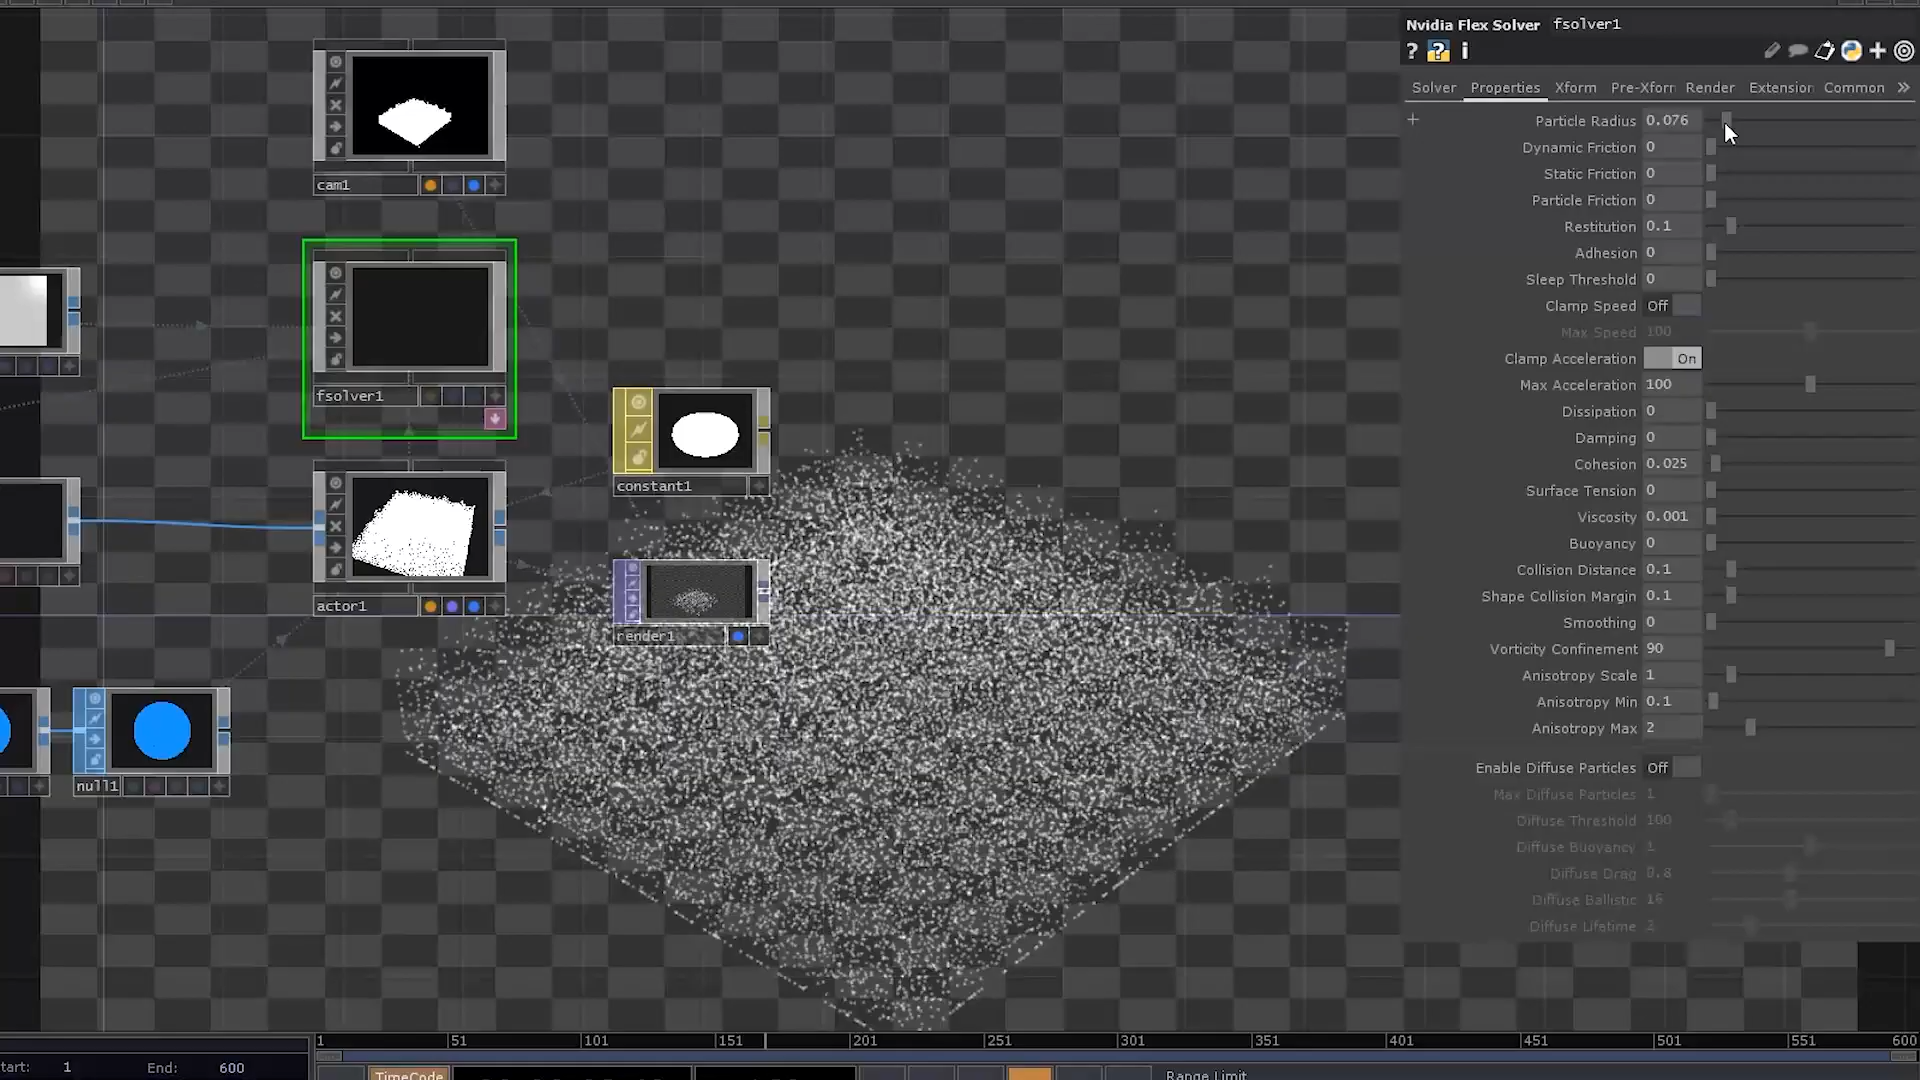 Nvidia Flex Solver fsolver1
? ? i
Solver Properties Xform Pre-Xform Render Extension Common »
+ Particle Radius 0.076
Dynamic Friction 0
Static Friction 0
Particle Friction 0
Restitution 0.1
Adhesion 0
Sleep Threshold 0
Clamp Speed Off
Max Speed 100
Clamp Acceleration On
Max Acceleration 100
Dissipation 0
Damping 0
Cohesion 0.025
Surface Tension 0
Viscosity 0.001
Buoyancy 0
Collision Distance 0.1
Shape Collision Margin 0.1
Smoothing 0
Vorticity Confinement 90
Anisotropy Scale 1
Anisotropy Min 0.1
Anisotropy Max 2
Enable Diffuse Particles Off
Max Diffuse Particles 1
Diffuse Threshold 100
Diffuse Buoyancy 1
Diffuse Drag 0.8
Diffuse Ballistic 16
Diffuse Lifetime 2
cam1
fsolver1
constant1
actor1
render1
null1
1 51 101 151 201 251 301 351 401 451 501 551 600
tart: 1 End: 600
TimeCode
Range Limit